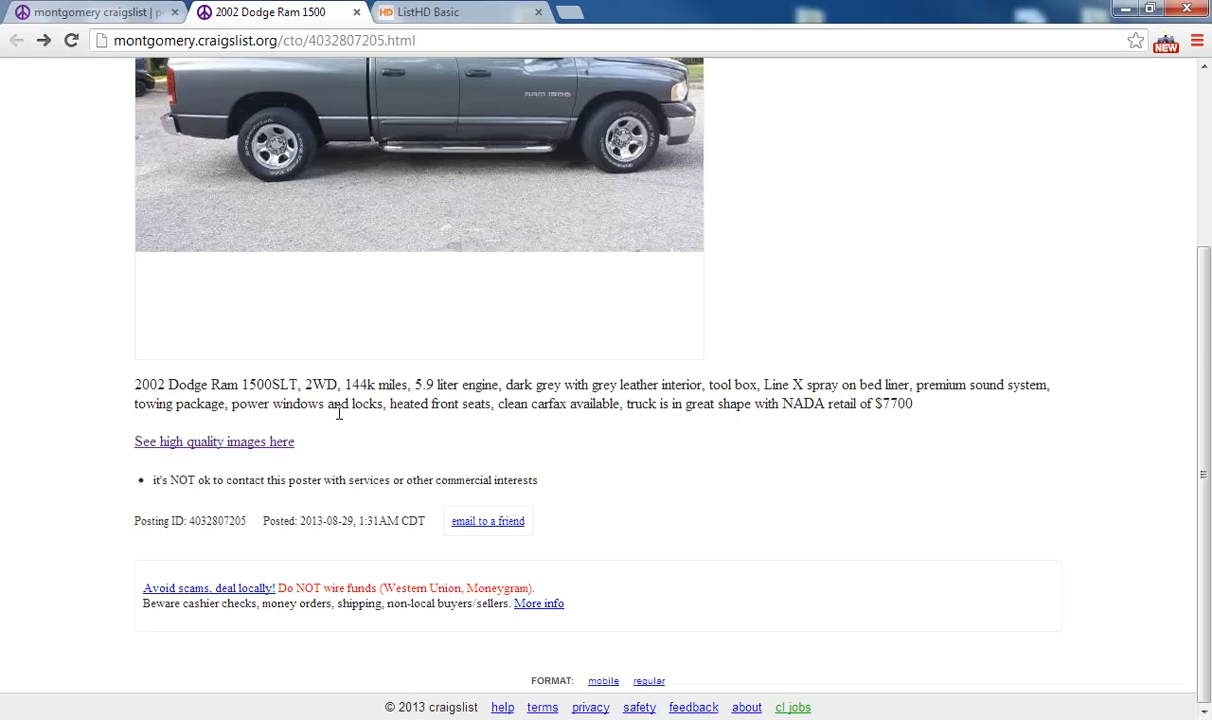 montgomery craigslist | p
2002 Dodge Ram 1500
HD ListHD Basic
montgomery.craigslist.org/cto/4032807205.html
NEW
RAM 1500
2002 Dodge Ram 1500SLT, 2WD, 144k miles, 5.9 liter engine, dark grey with grey leather interior, tool box, Line X spray on bed liner, premium sound system,
towing package, power windows and locks, heated front seats, clean carfax available, truck is in great shape with NADA retail of $7700
See high quality images here
• it's NOT ok to contact this poster with services or other commercial interests
Posting ID: 4032807205 Posted: 2013-08-29, 1:31AM CDT email to a friend
Avoid scams, deal locally! Do NOT wire funds (Western Union, Moneygram).
Beware cashier checks, money orders, shipping, non-local buyers/sellers. More info
FORMAT: mobile regular
© 2013 craigslist help terms privacy safety feedback about cl jobs